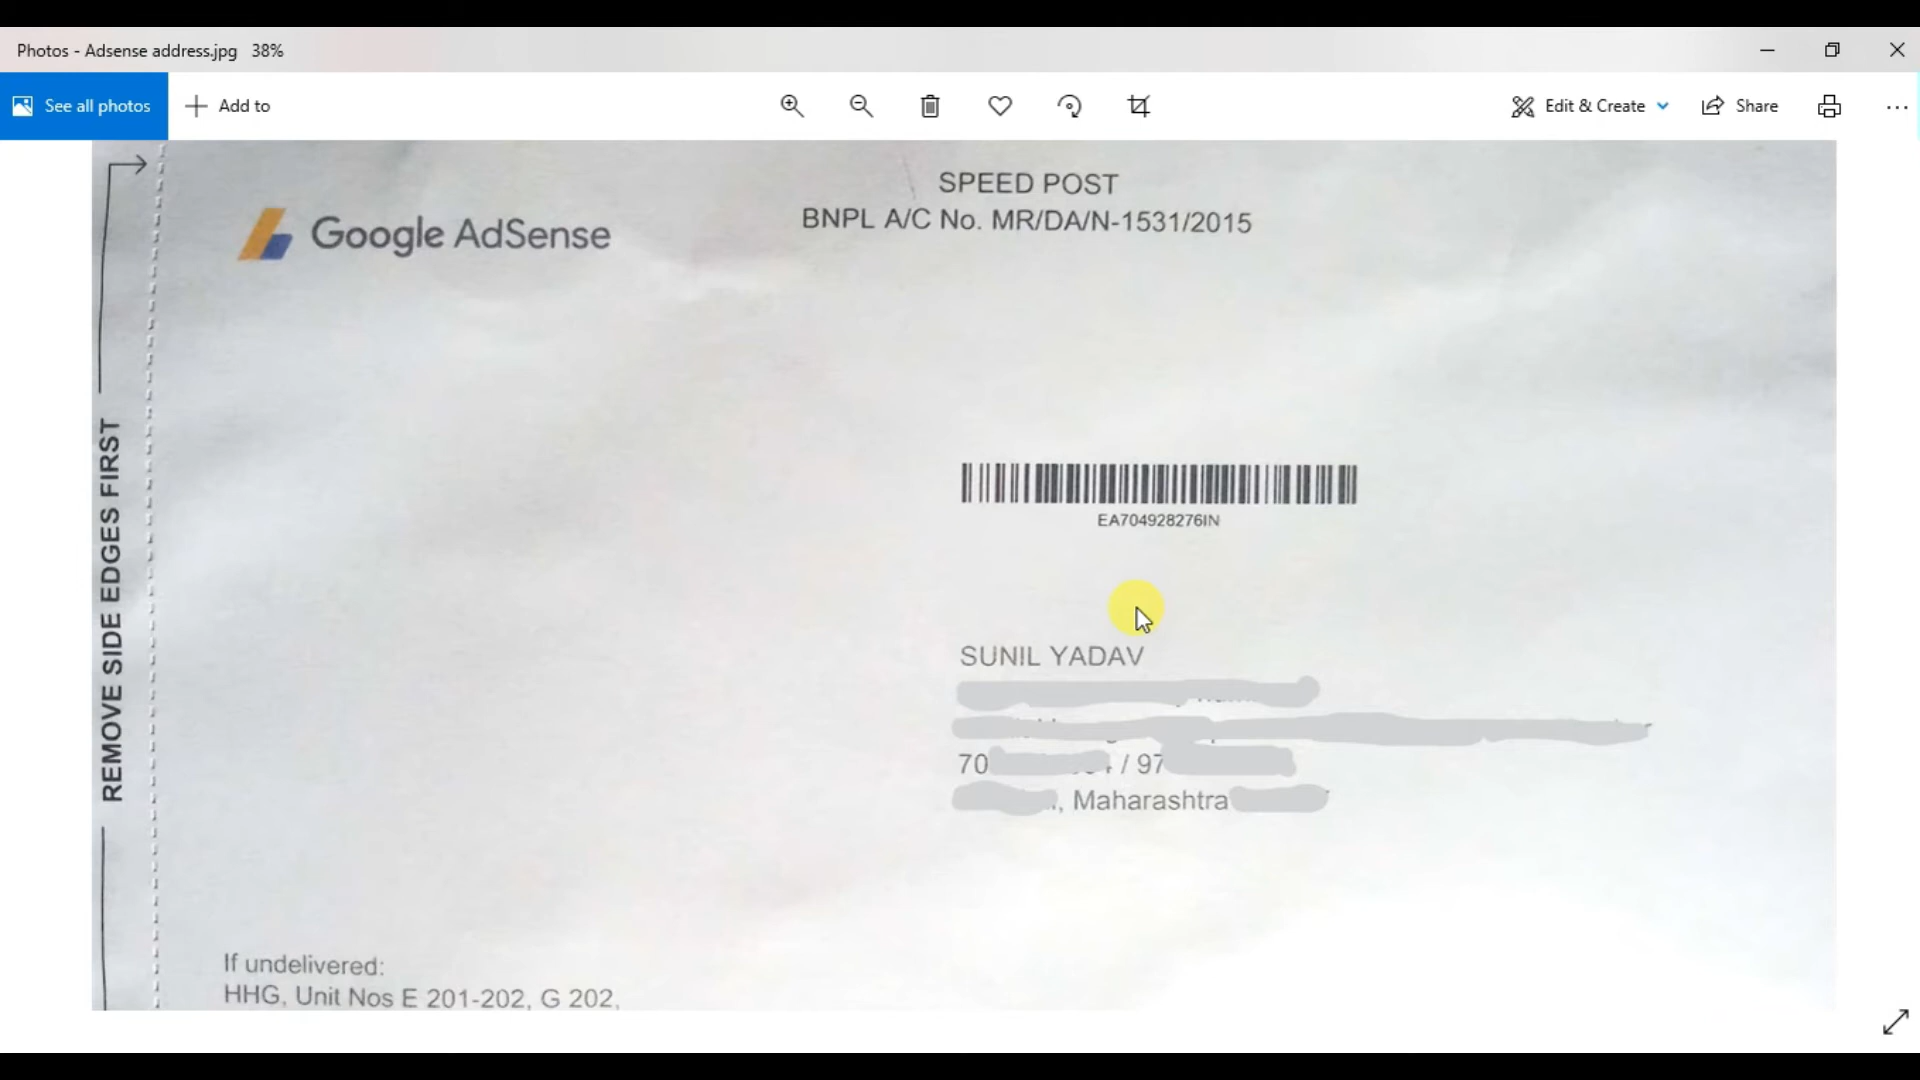 Photos - Adsense address.jpg 38%
See all photos
Add to
Edit & Create
Share
Google AdSense
SPEED POST
BNPL A/C No. MR/DA/N-1531/2015
REMOVE SIDE EDGES FIRST
EA704928276IN
SUNIL YADAV
70 / 97
, Maharashtra
If undelivered:
HHG, Unit Nos E 201-202, G 202,